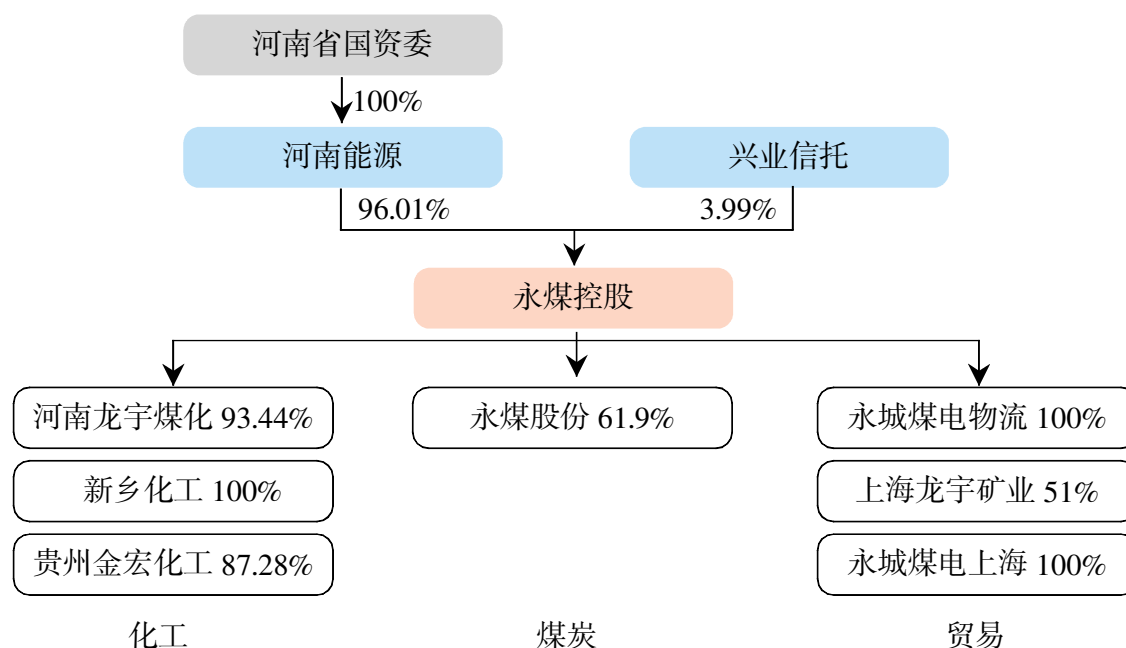 河南省国资委
100%
河南能源
兴业信托
96.01%
3.99%
永煤控股
河南龙宇煤化 93.44%
永煤股份 61.9%
永城煤电物流 100%
新乡化工 100%
上海龙宇矿业 51%
贵州金宏化工 87.28%
永城煤电上海 100%
化工
煤炭
贸易